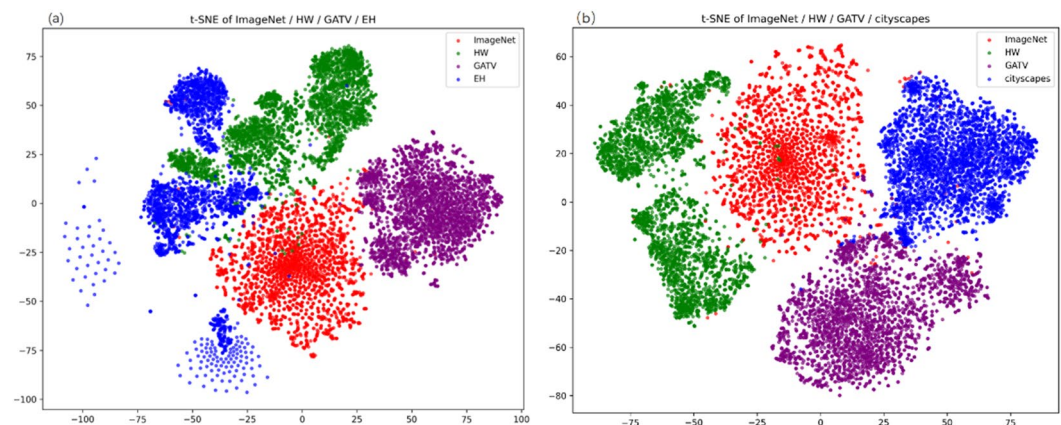 (a)
t-SNE of ImageNet / HW / GATV / EH
ImageNet
HW
GATV
EH
75
50
25
0
−25
−50
−75
−100
−100
−75
−50
−25
0
25
50
75
100
(b)
t-SNE of ImageNet / HW / GATV / cityscapes
ImageNet
HW
GATV
cityscapes
60
40
20
0
−20
−40
−60
−80
−75
−50
−25
0
25
50
75